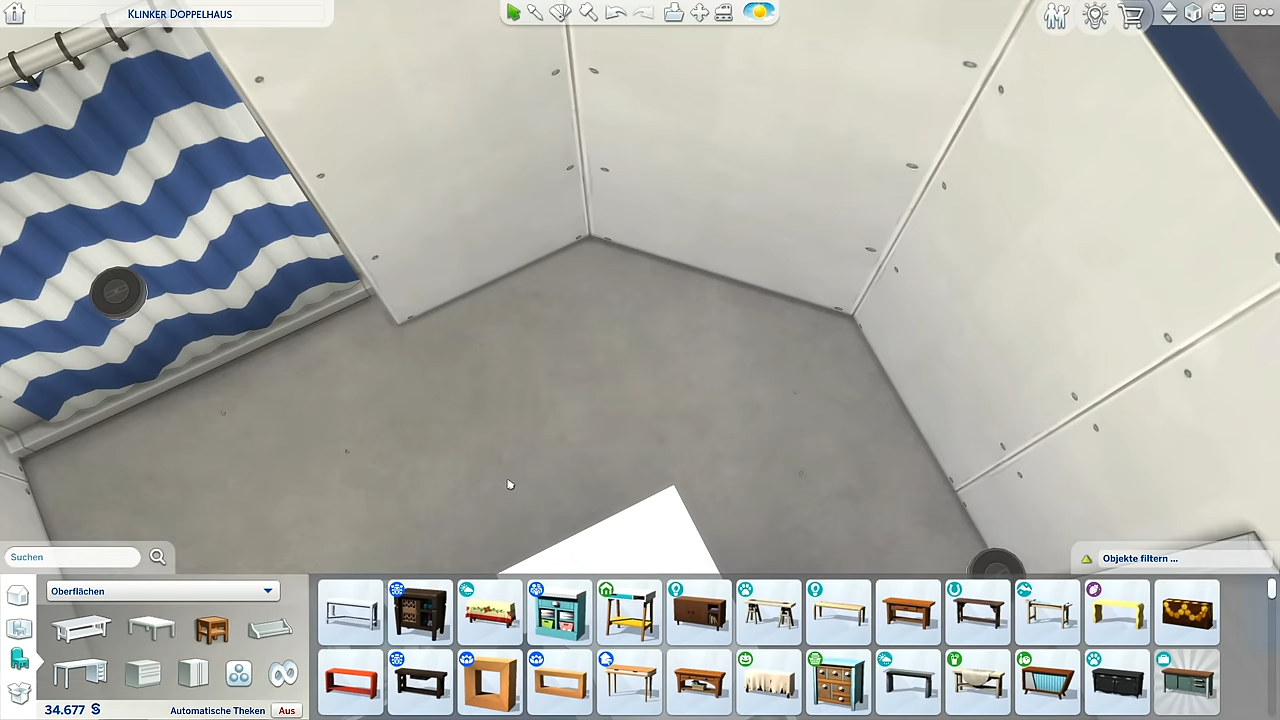 Klinker Doppelhaus
Suchen
Objekte filtern ...
Oberflächen
34.677 §
Automatische Theken Aus